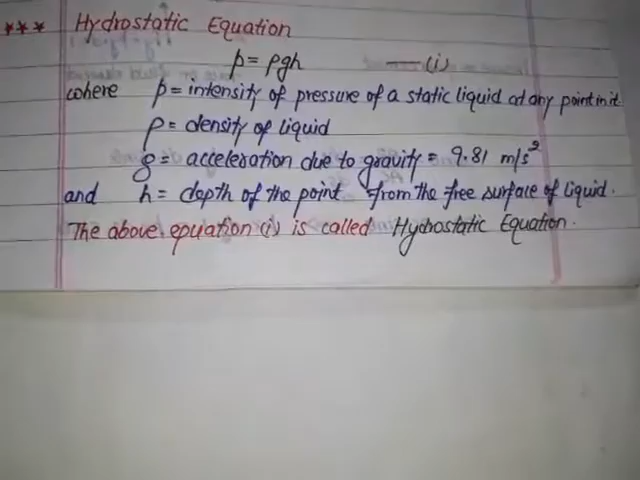 *** Hydrostatic Equation
p = ρgh —— (i)
where p = intensity of pressure of a static liquid at any point in it
ρ = density of liquid
g = acceleration due to gravity = 9.81 m/s²
and h = depth of the point from the free surface of liquid.
The above equation (i) is called Hydrostatic Equation.